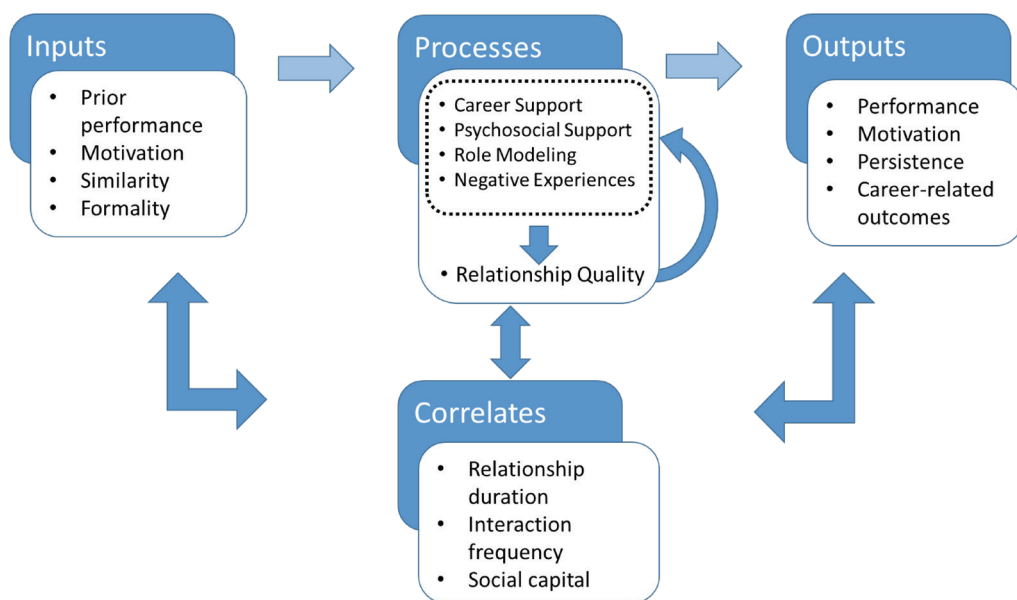 Inputs
• Prior
performance
• Motivation
• Similarity
• Formality
Processes
• Career Support
• Psychosocial Support
• Role Modeling
• Negative Experiences
• Relationship Quality
Outputs
• Performance
• Motivation
• Persistence
• Career-related
outcomes
Correlates
• Relationship
duration
• Interaction
frequency
• Social capital